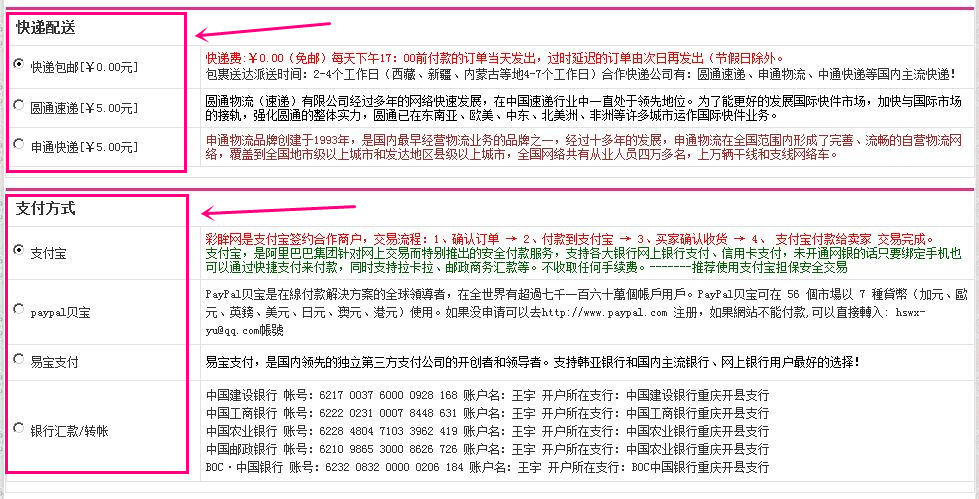 快递配送
快递包邮[￥0.00元]
快递费:￥0.00（免邮）每天下午17：00前付款的订单当天发出，过时延迟的订单由次日再发出（节假日除外。
包裹送达派送时间：2-4个工作日（西藏、新疆、内蒙古等地4-7个工作日）合作快递公司有：圆通速递、申通物流、中通快递等国内主流快递！
圆通速递[￥5.00元]
圆通物流（速递）有限公司经过多年的网络快速发展，在中国速递行业中一直处于领先地位。为了能更好的发展国际快件市场，加快与国际市场
的接轨，强化圆通的整体实力，圆通已在东南亚、欧美、中东、北美洲、非洲等许多城市运作国际快件业务。
申通快递[￥5.00元]
申通物流品牌创建于1993年，是国内最早经营物流业务的品牌之一，经过十多年的发展，申通物流在全国范围内形成了完善、流畅的自营物流网
络，覆盖到全国地市级以上城市和发达地区县级以上城市，全国网络共有从业人员四万多名，上万辆干线和支线网络车。
支付方式
支付宝
彩眸网是支付宝签约合作商户，交易流程：1、确认订单 → 2、付款到支付宝 → 3、买家确认收货 → 4、 支付宝付款给卖家 交易完成。
支付宝，是阿里巴巴集团针对网上交易而特别推出的安全付款服务，支持各大银行网上银行支付、信用卡支付，未开通网银的话只要绑定手机也
可以通过快捷支付来付款，同时支持拉卡拉、邮政商务汇款等。不收取任何手续费。-------推荐使用支付宝担保安全交易
paypal贝宝
PayPal贝宝是在線付款解決方案的全球領導者，在全世界有超過七千一百六十萬個帳戶用戶。PayPal贝宝可在 56 個市場以 7 種貨幣（加元、歐
元、英鎊、美元、日元、澳元、港元）使用。如果没申请可以去http://www.paypal.com 注册，如果網站不能付款,可以直接轉入: hswx-
yu@qq.com帳號
易宝支付
易宝支付，是国内领先的独立第三方支付公司的开创者和领导者。支持韩亚银行和国内主流银行、网上银行用户最好的选择！
银行汇款/转帐
中国建设银行 帐号：6217 0037 6000 0928 168 账户名：王宇 开户所在支行：中国建设银行重庆开县支行
中国工商银行 账号：6222 0231 0007 8448 631 账户名：王宇 开户所在支行：中国工商银行重庆开县支行
中国农业银行 账号：6228 4804 7103 3962 419 账户名：王宇 开户所在支行：中国农业银行重庆开县支行
中国邮政银行 账号：6210 9865 3000 8626 726 账户名：王宇 开户所在支行：中国农业银行重庆开县支行
BOC·中国银行 账号：6232 0832 0000 0206 184 账户名：王宇 开户所在支行：BOC中国银行重庆开县支行